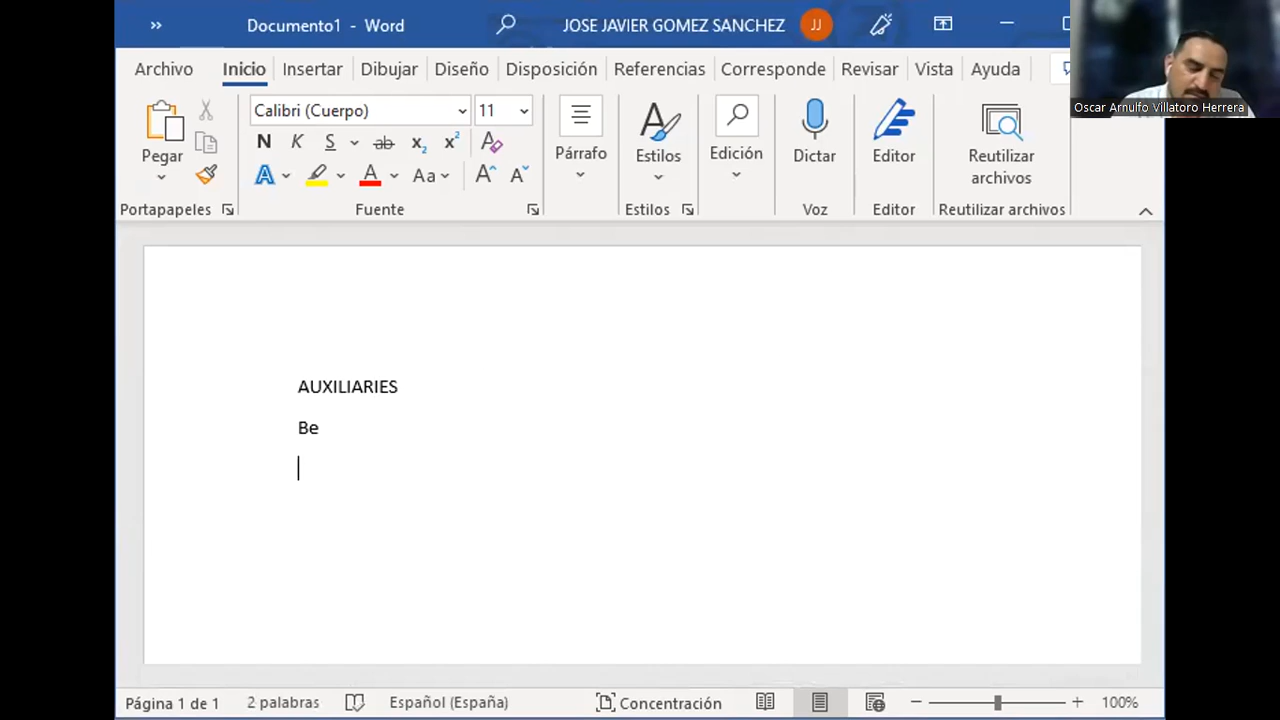 Documento1 - Word
JOSE JAVIER GOMEZ SANCHEZ
JJ
Archivo
Inicio
Insertar
Dibujar
Diseño
Disposición
Referencias
Corresponde
Revisar
Vista
Ayuda
Oscar Arnulfo Villatoro Herrera
Pegar
Calibri (Cuerpo)
11
N K S ab x₂ x² A
A A Aa A A
Párrafo
Estilos
Edición
Dictar
Editor
Reutilizar
archivos
Portapapeles
Fuente
Estilos
Voz
Editor
Reutilizar archivos
AUXILIARIES
Be
Página 1 de 1
2 palabras
Español (España)
Concentración
100%